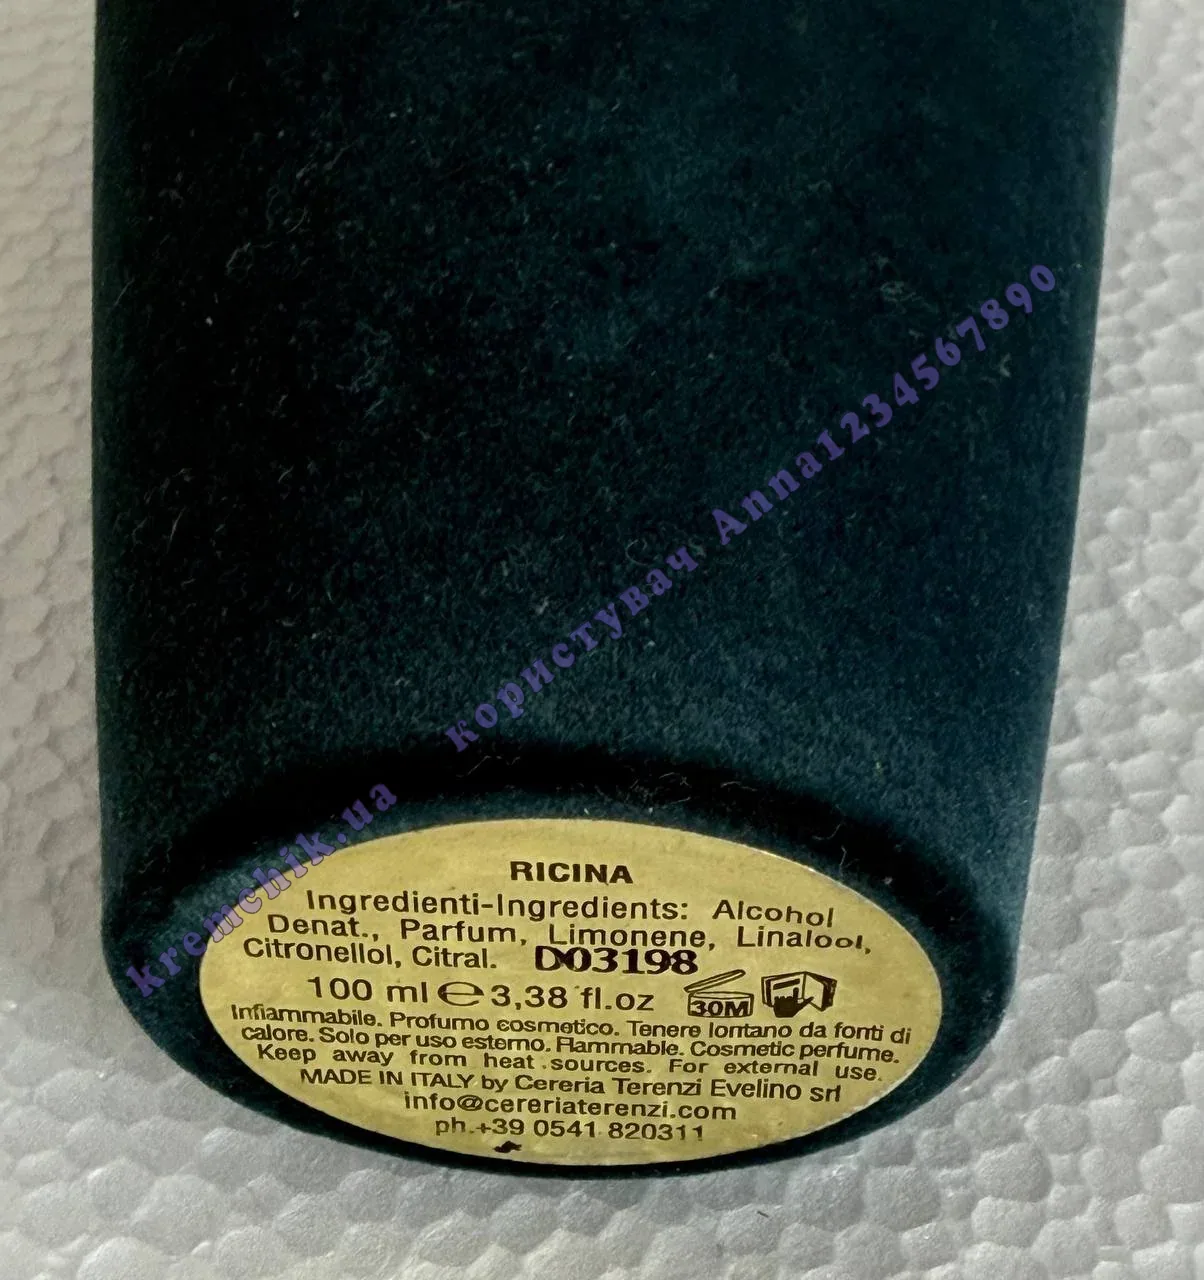 користувач Anna1234567890
kremchik.ua
RICINA
Ingredienti-Ingredients: Alcohol
Denat., Parfum, Limonene, Linalool,
Citronellol, Citral. D03198
100 ml e 3,38 fl.oz 30M
Infiammabile. Profumo cosmetico. Tenere lontano da fonti di
calore. Solo per uso esterno. Flammable. Cosmetic perfume.
Keep away from heat sources. For external use.
MADE IN ITALY by Cereria Terenzi Evelino srl
info@cereriaterenzi.com
ph.+39 0541 820311